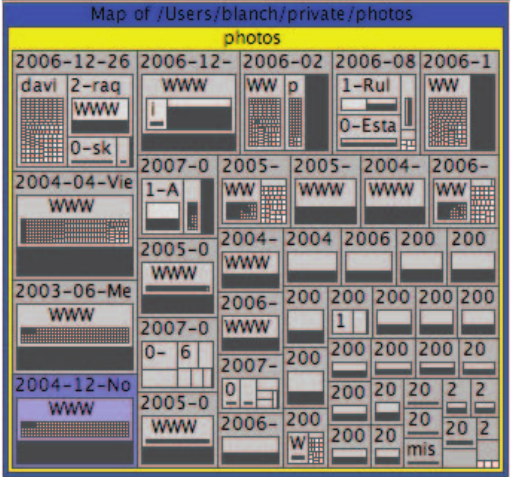 Map of /Users/blanch/private/photos
photos
2006-12-26 2006-12- 2006-02 2006-08 2006-1
davi 2-raq WWW WW p 1-Rul WW
WWW i
0-sk 0-Esta
2004-04-Vie 2007-0 2005- 2005- 2004- 2006-
WWW 1-A WW WWW WWW WW
2005-0 2004- 2004 2006 200 200
WWW WWW
2003-06-Me 2006- 200 200 200 200 200
WWW 2007-0 WWW 1
0- 6 2007- 200 200 200 200 20
2004-12-No 0
WWW 2005-0 200 20 20 2 2
WWW 2006- 200 20 20 2
W 200 20 mis